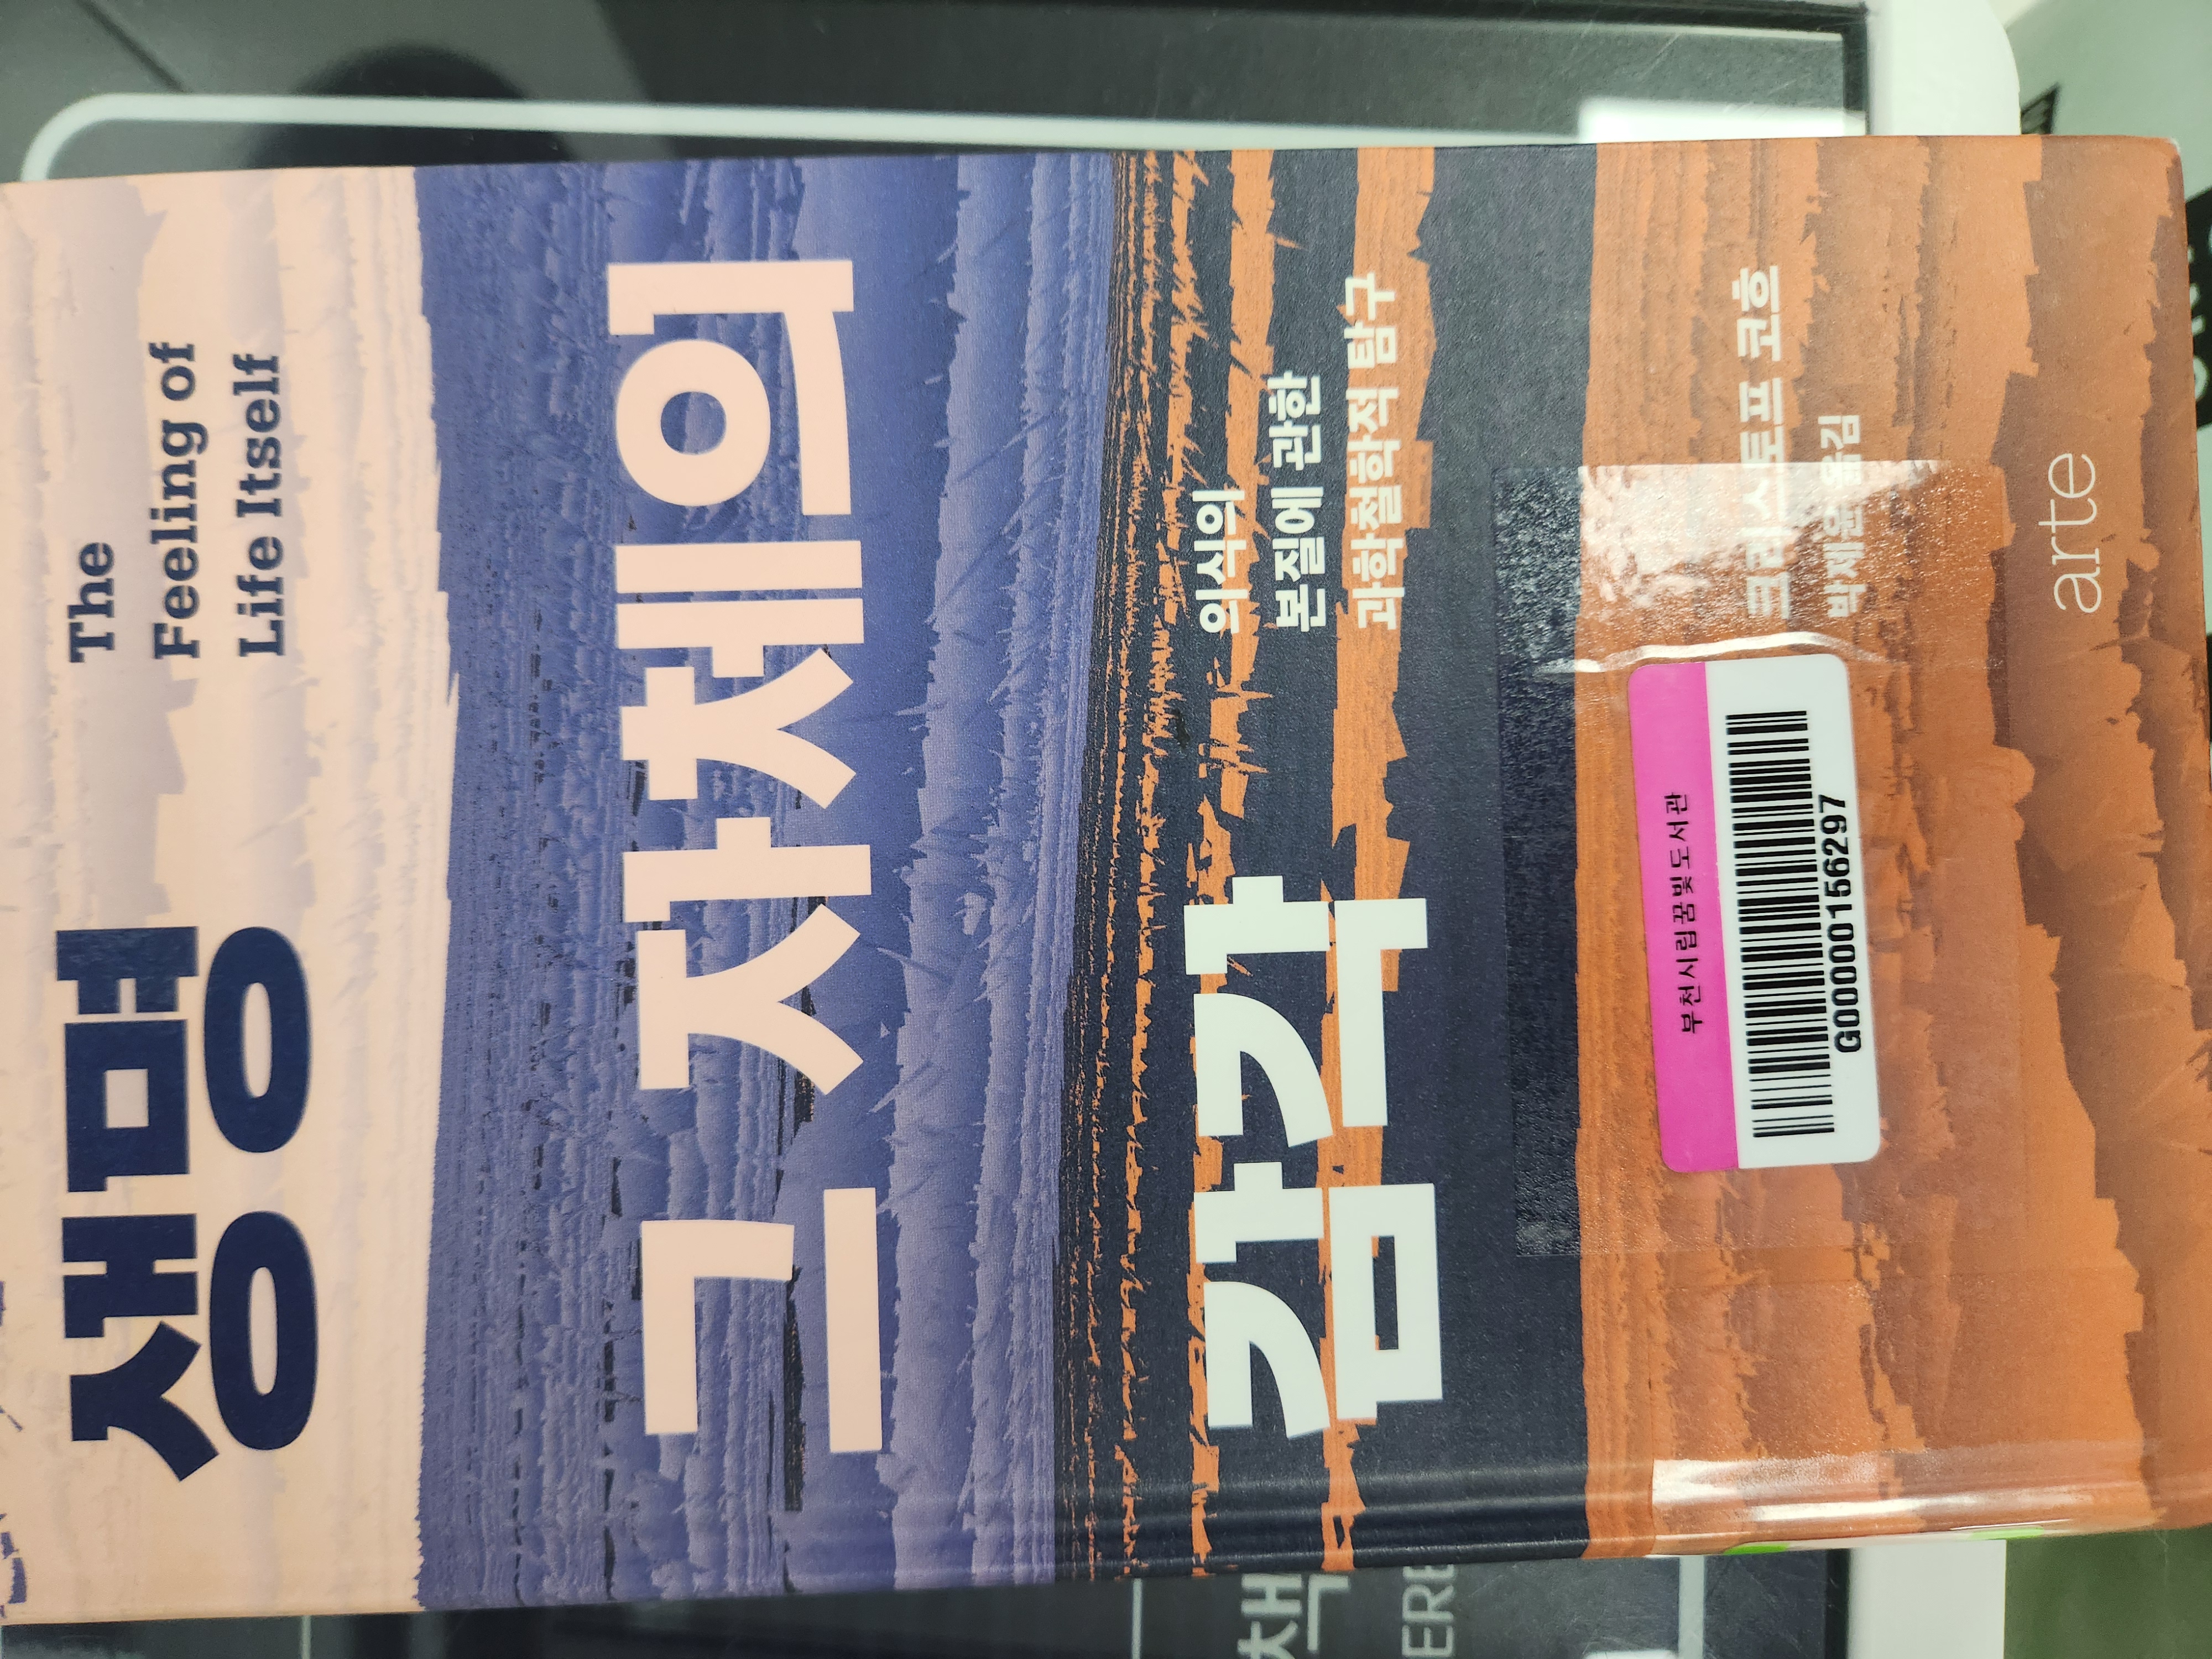 생명
The
Feeling of
Life Itself
그 자체의
감각
의식의
본질에 관한
과학철학적 탐구
크리스토프 코흐
박제윤 옮김
부천시립꿈빛도서관
G0000156297
arte
책